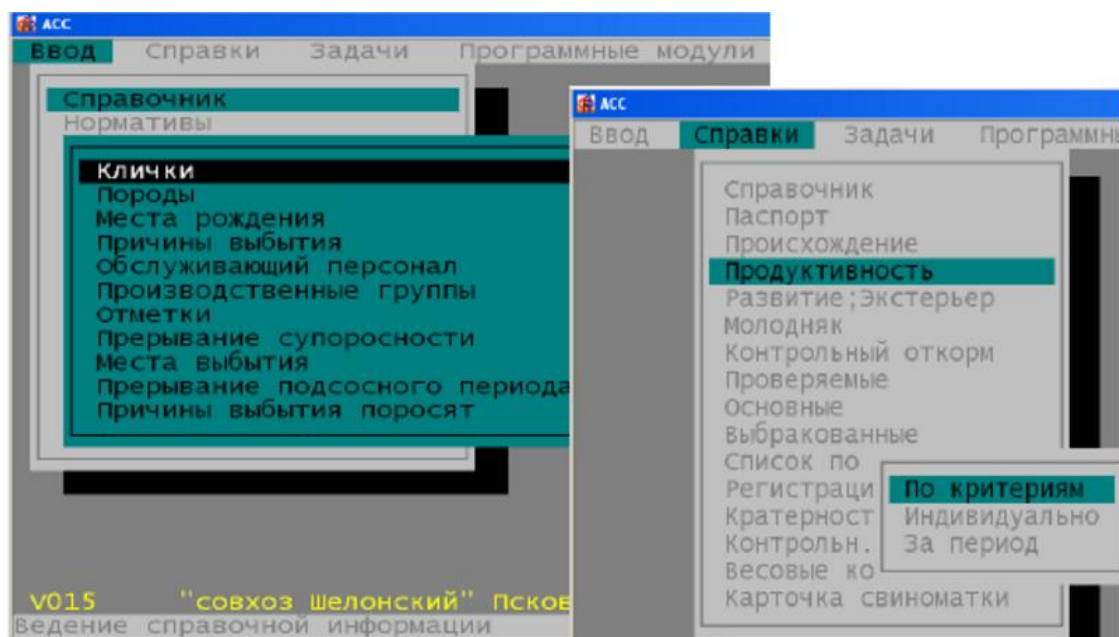 АСС
Ввод Справки Задачи Программные модули
Справочник
Нормативы
Клички
Породы
Места рождения
Причины выбытия
Обслуживающий персонал
Производственные группы
Отметки
Прерывание супоросности
Места выбытия
Прерывание подсосного периода
Причины выбытия поросят
V015 "совхоз Шелонский" Псков
Ведение справочной информации
АСС
Ввод Справки Задачи Программны
Справочник
Паспорт
Происхождение
Продуктивность
Развитие;Экстерьер
Молодняк
Контрольный откорм
Проверяемые
Основные
Выбракованные
Список по
Регистраци
Кратерност
Контрольн.
Весовые ко
Карточка свиноматки
По критериям
Индивидуально
За период